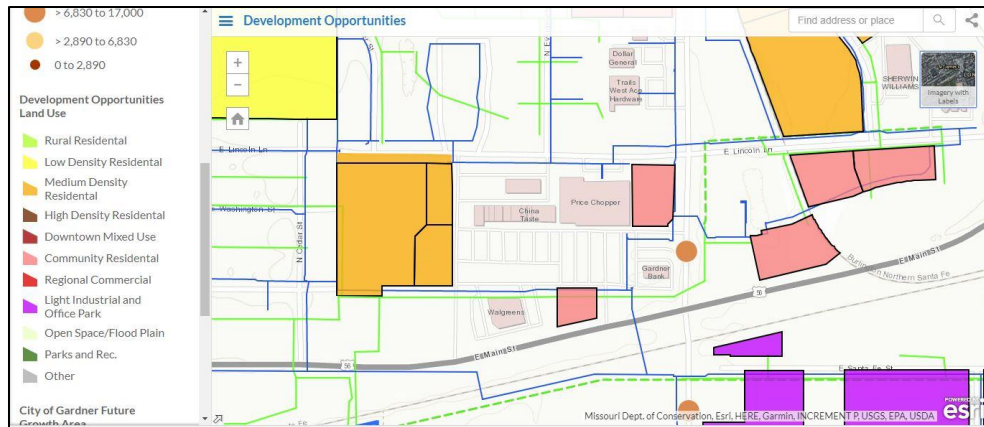 > 6,830 to 17,000
> 2,890 to 6,830
0 to 2,890
Development Opportunities
Land Use
Rural Residental
Low Density Residental
Medium Density
Residental
High Density Residental
Downtown Mixed Use
Community Residental
Regional Commercial
Light Industrial and
Office Park
Open Space/Flood Plain
Parks and Rec.
Other
City of Gardner Future
Growth Area
Development Opportunities
Find address or place
+
−
Imagery with
Labels
Dollar
General
Trails
West Ace
Hardware
SHERWIN
WILLIAMS
E Lincoln Ln
E Lincoln Ln
E Washington St
N Cedar St
China
Taste
Price Chopper
Gardner
Bank
Walgreens
E Main St
E Main St
56
56
Northern Santa Fe
E Santa Fe St
Missouri Dept. of Conservation, Esri, HERE, Garmin, INCREMENT P, USGS, EPA, USDA
POWERED BY
esri